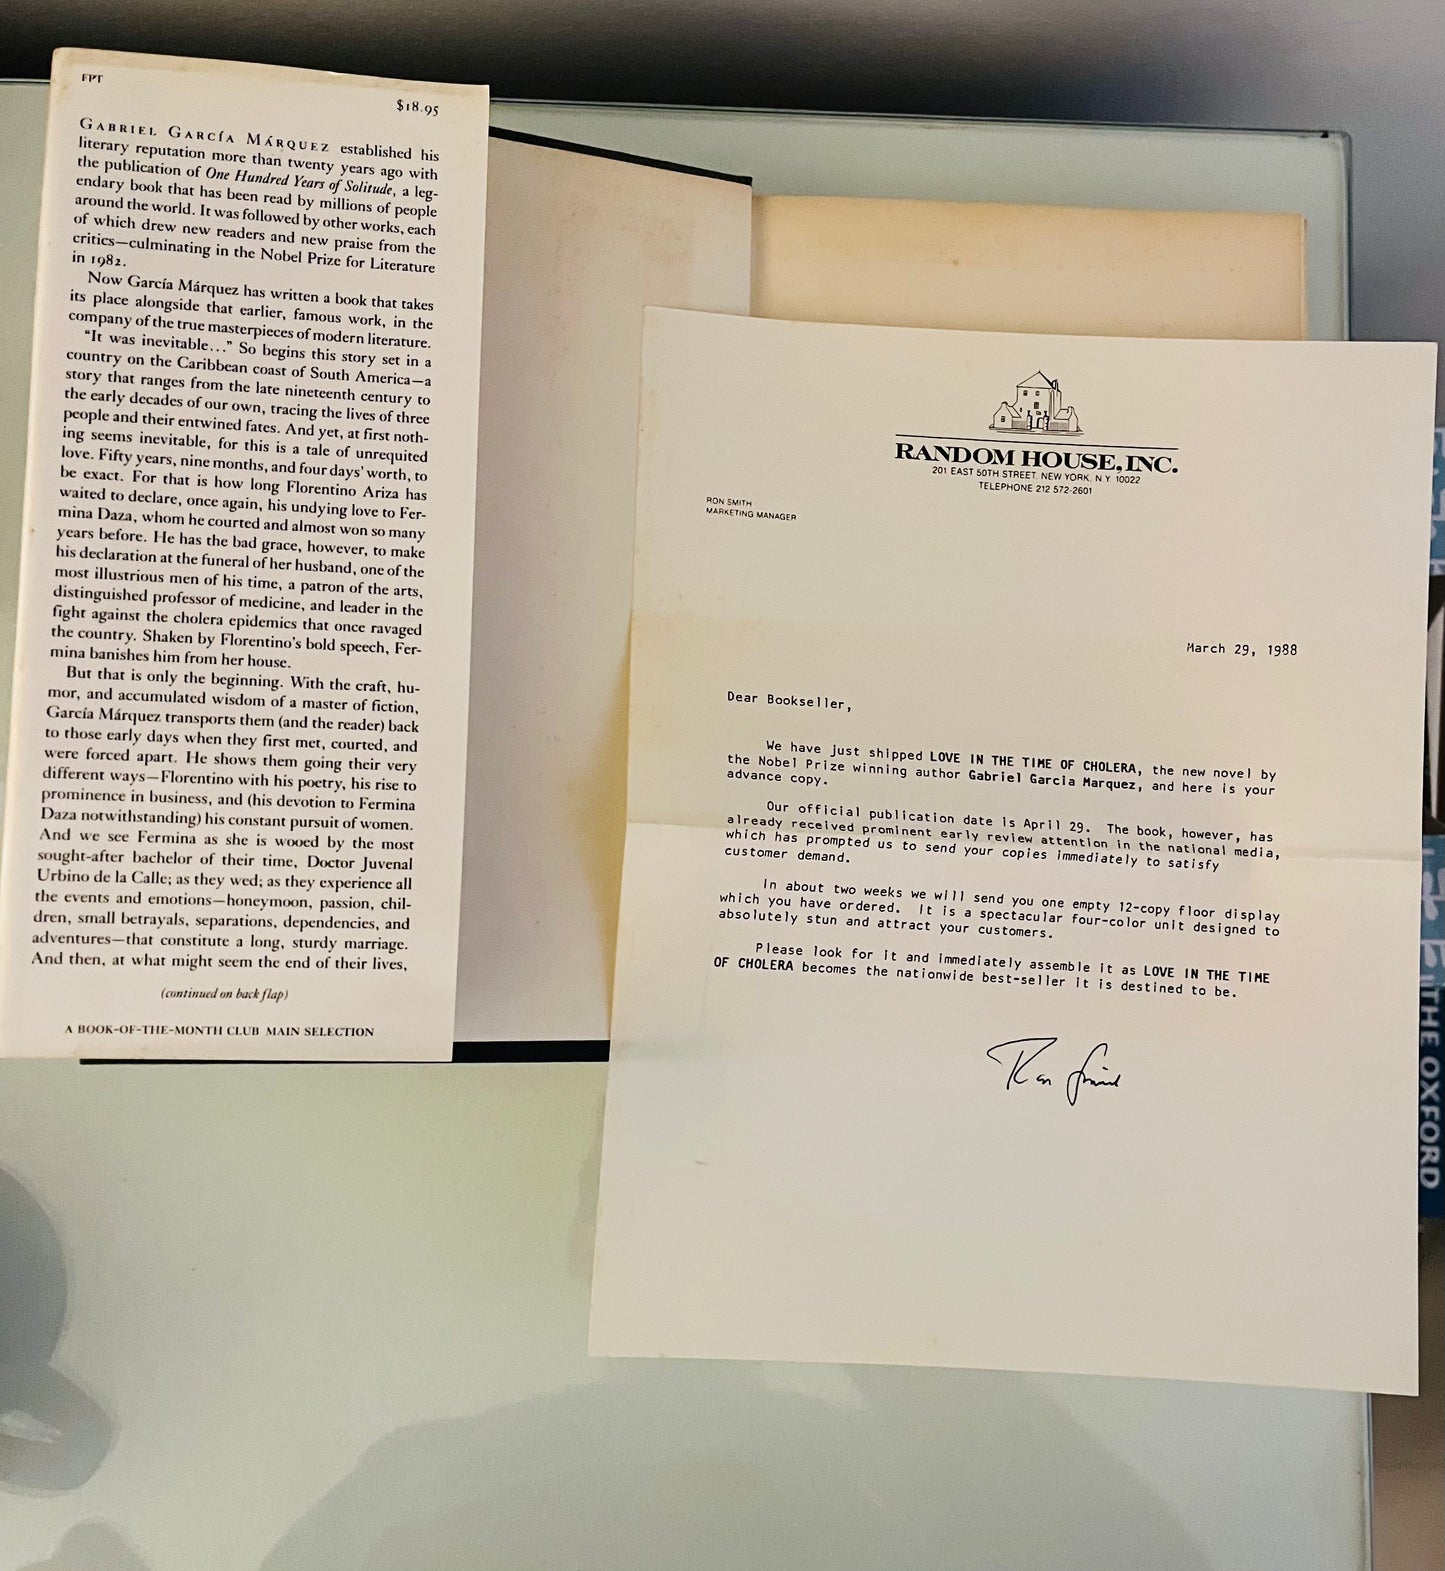 FPT
$18.95
GABRIEL GARCÍA MÁRQUEZ established his
literary reputation more than twenty years ago with
the publication of One Hundred Years of Solitude, a leg-
endary book that has been read by millions of people
around the world. It was followed by other works, each
of which drew new readers and new praise from the
critics—culminating in the Nobel Prize for Literature
in 1982.
Now García Márquez has written a book that takes
its place alongside that earlier, famous work, in the
company of the true masterpieces of modern literature.
"It was inevitable..." So begins this story set in a
country on the Caribbean coast of South America—a
story that ranges from the late nineteenth century to
the early decades of our own, tracing the lives of three
people and their entwined fates. And yet, at first noth-
ing seems inevitable, for this is a tale of unrequited
love. Fifty years, nine months, and four days' worth, to
be exact. For that is how long Florentino Ariza has
waited to declare, once again, his undying love to Fer-
mina Daza, whom he courted and almost won so many
years before. He has the bad grace, however, to make
his declaration at the funeral of her husband, one of the
most illustrious men of his time, a patron of the arts,
distinguished professor of medicine, and leader in the
fight against the cholera epidemics that once ravaged
the country. Shaken by Florentino's bold speech, Fer-
mina banishes him from her house.
But that is only the beginning. With the craft, hu-
mor, and accumulated wisdom of a master of fiction,
García Márquez transports them (and the reader) back
to those early days when they first met, courted, and
were forced apart. He shows them going their very
different ways—Florentino with his poetry, his rise to
prominence in business, and (his devotion to Fermina
Daza notwithstanding) his constant pursuit of women.
And we see Fermina as she is wooed by the most
sought-after bachelor of their time, Doctor Juvenal
Urbino de la Calle; as they wed; as they experience all
the events and emotions—honeymoon, passion, chil-
dren, small betrayals, separations, dependencies, and
adventures—that constitute a long, sturdy marriage.
And then, at what might seem the end of their lives,
(continued on back flap)
A BOOK-OF-THE-MONTH CLUB MAIN SELECTION
RANDOM HOUSE, INC.
201 EAST 50TH STREET, NEW YORK, N.Y. 10022
TELEPHONE 212 572-2601
RON SMITH
MARKETING MANAGER
March 29, 1988
Dear Bookseller,
We have just shipped LOVE IN THE TIME OF CHOLERA, the new novel by
the Nobel Prize winning author Gabriel Garcia Marquez, and here is your
advance copy.
Our official publication date is April 29. The book, however, has
already received prominent early review attention in the national media,
which has prompted us to send your copies immediately to satisfy
customer demand.
In about two weeks we will send you one empty 12-copy floor display
which you have ordered. It is a spectacular four-color unit designed to
absolutely stun and attract your customers.
Please look for it and immediately assemble it as LOVE IN THE TIME
OF CHOLERA becomes the nationwide best-seller it is destined to be.
Ron Smith
THE OXFORD